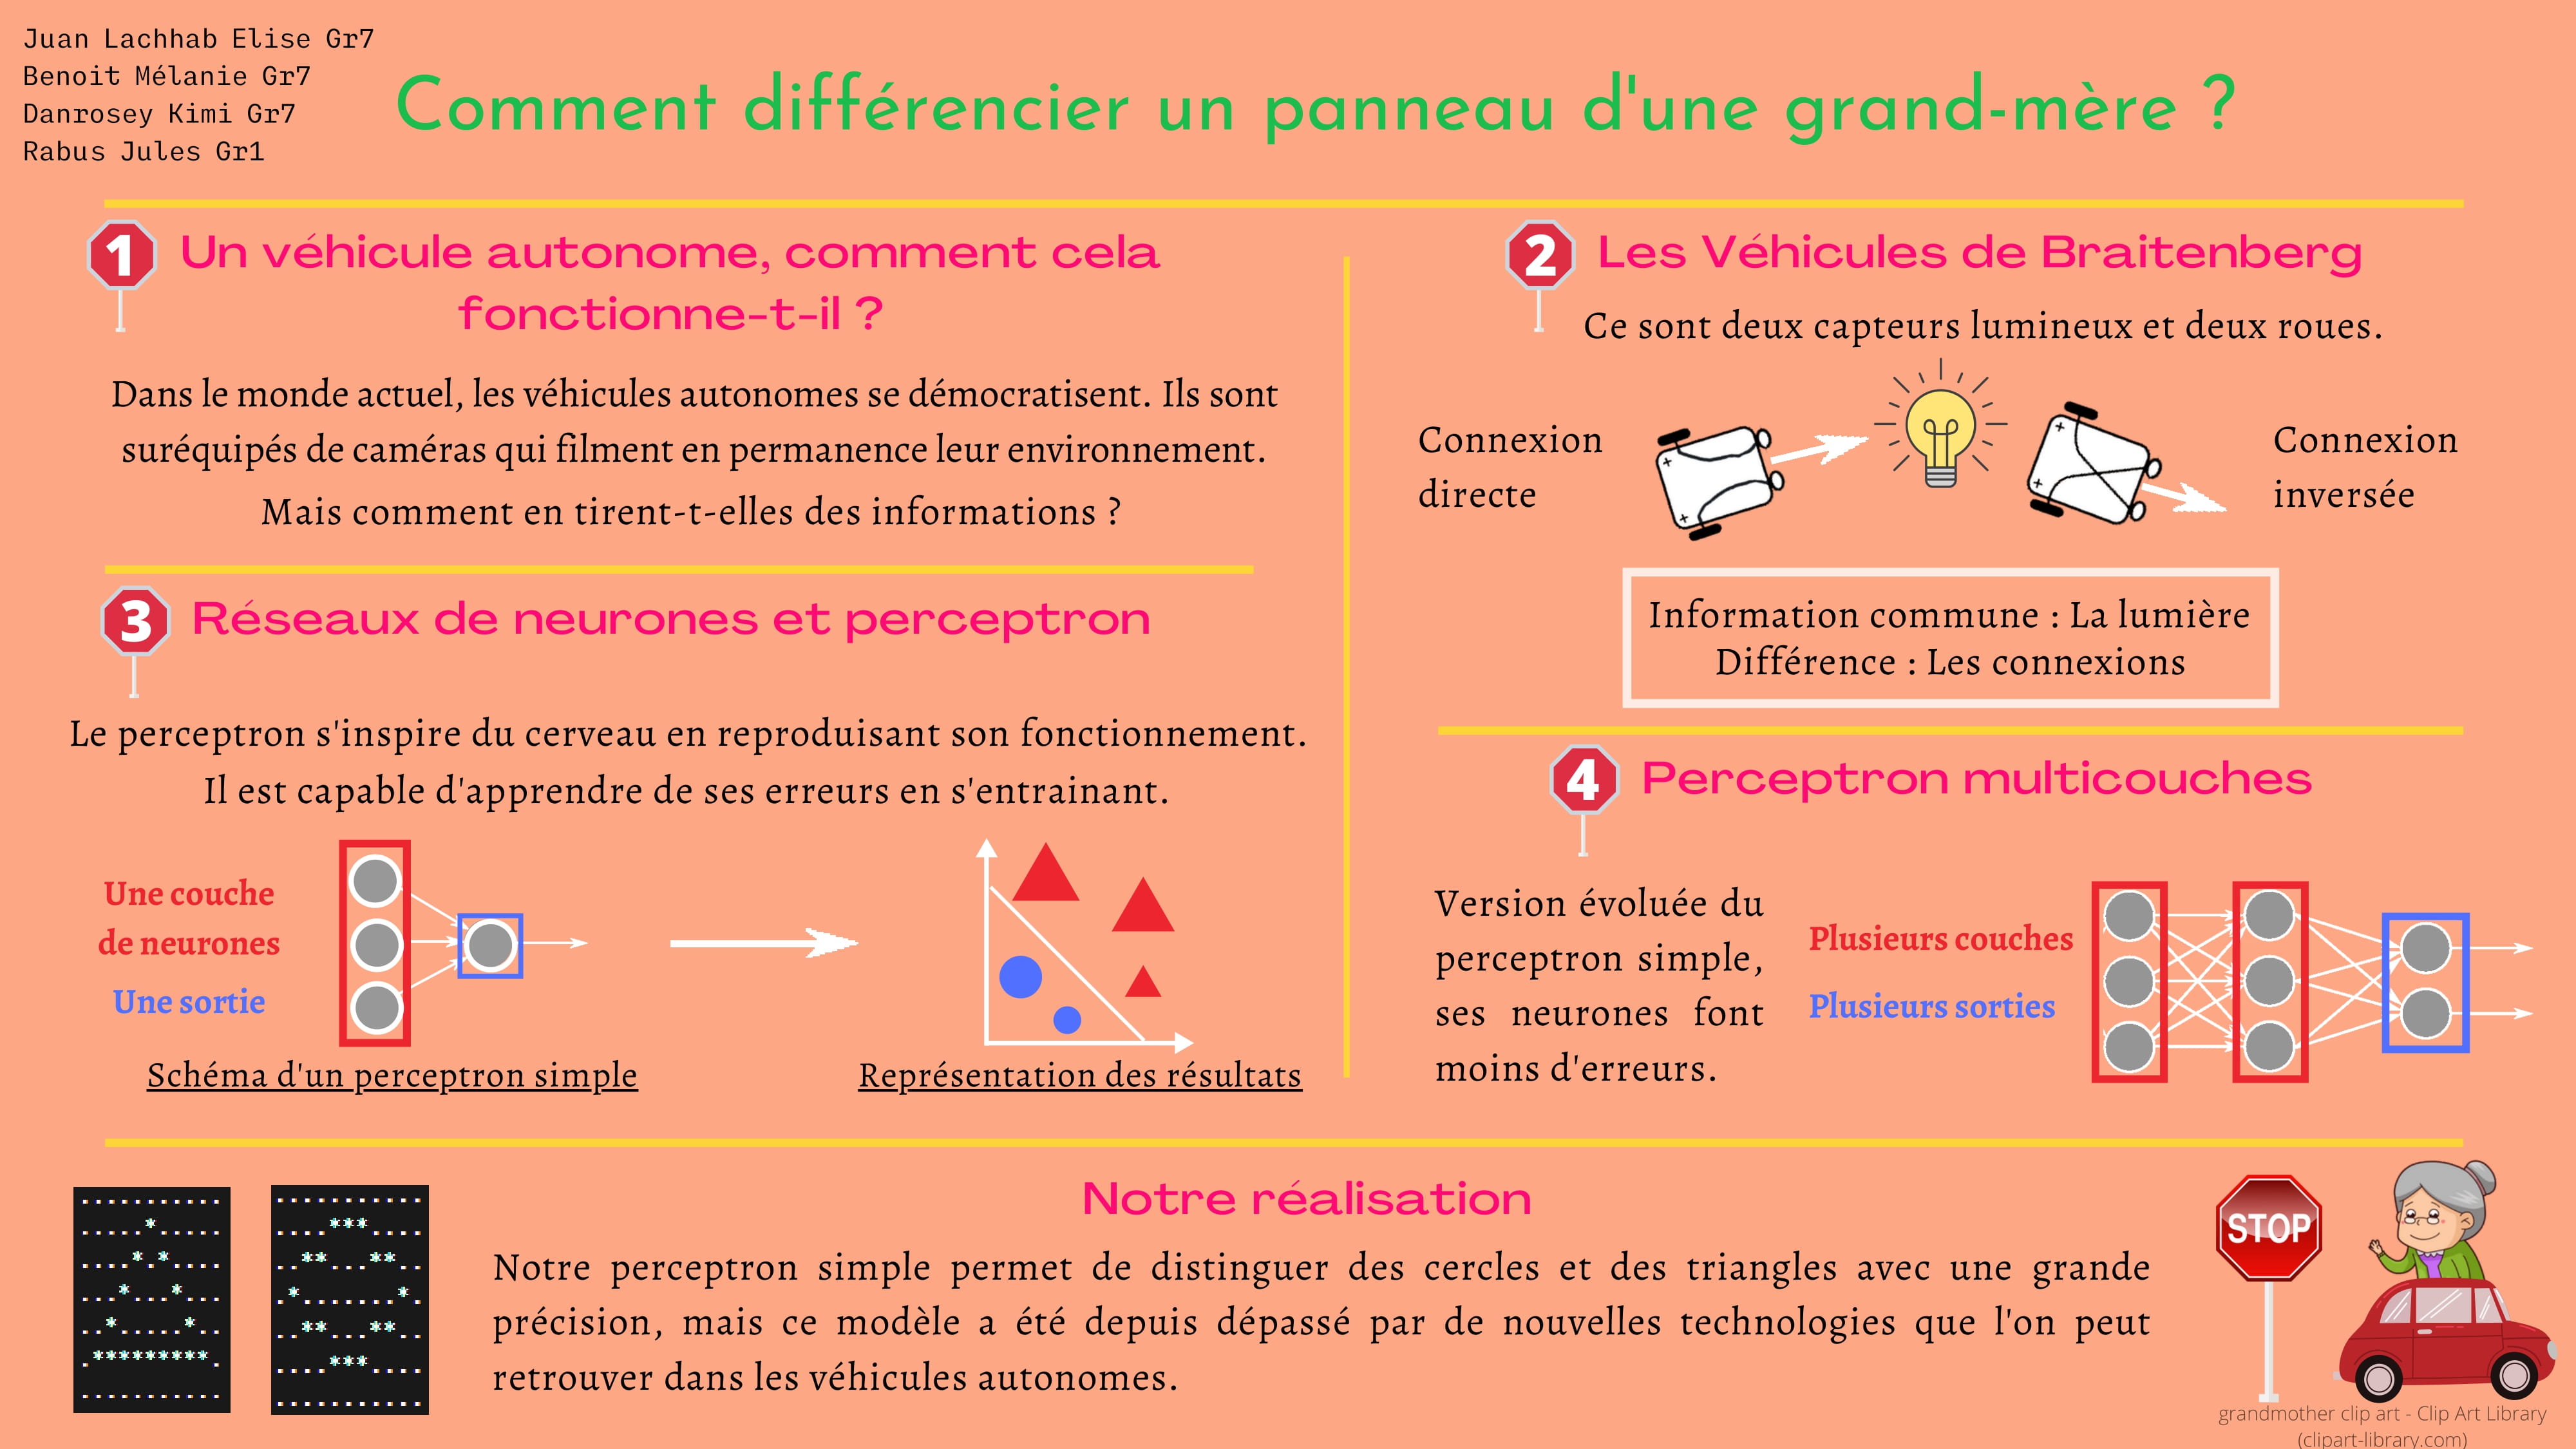 Juan Lachhab Elise Gr7
Benoit Mélanie Gr7
Danrosey Kimi Gr7
Rabus Jules Gr1
Comment différencier un panneau d'une grand-mère ?
1
Un véhicule autonome, comment cela
fonctionne-t-il ?
Dans le monde actuel, les véhicules autonomes se démocratisent. Ils sont
suréquipés de caméras qui filment en permanence leur environnement.
Mais comment en tirent-t-elles des informations ?
2
Les Véhicules de Braitenberg
Ce sont deux capteurs lumineux et deux roues.
Connexion
directe
+
+
+
+
Connexion
inversée
Information commune : La lumière
Différence : Les connexions
3
Réseaux de neurones et perceptron
Le perceptron s'inspire du cerveau en reproduisant son fonctionnement.
Il est capable d'apprendre de ses erreurs en s'entrainant.
Une couche
de neurones
Une sortie
Schéma d'un perceptron simple
Représentation des résultats
4
Perceptron multicouches
Version évoluée du
perceptron simple,
ses neurones font
moins d'erreurs.
Plusieurs couches
Plusieurs sorties
Notre réalisation
Notre perceptron simple permet de distinguer des cercles et des triangles avec une grande
précision, mais ce modèle a été depuis dépassé par de nouvelles technologies que l'on peut
retrouver dans les véhicules autonomes.
STOP
grandmother clip art - Clip Art Library
(clipart-library.com)